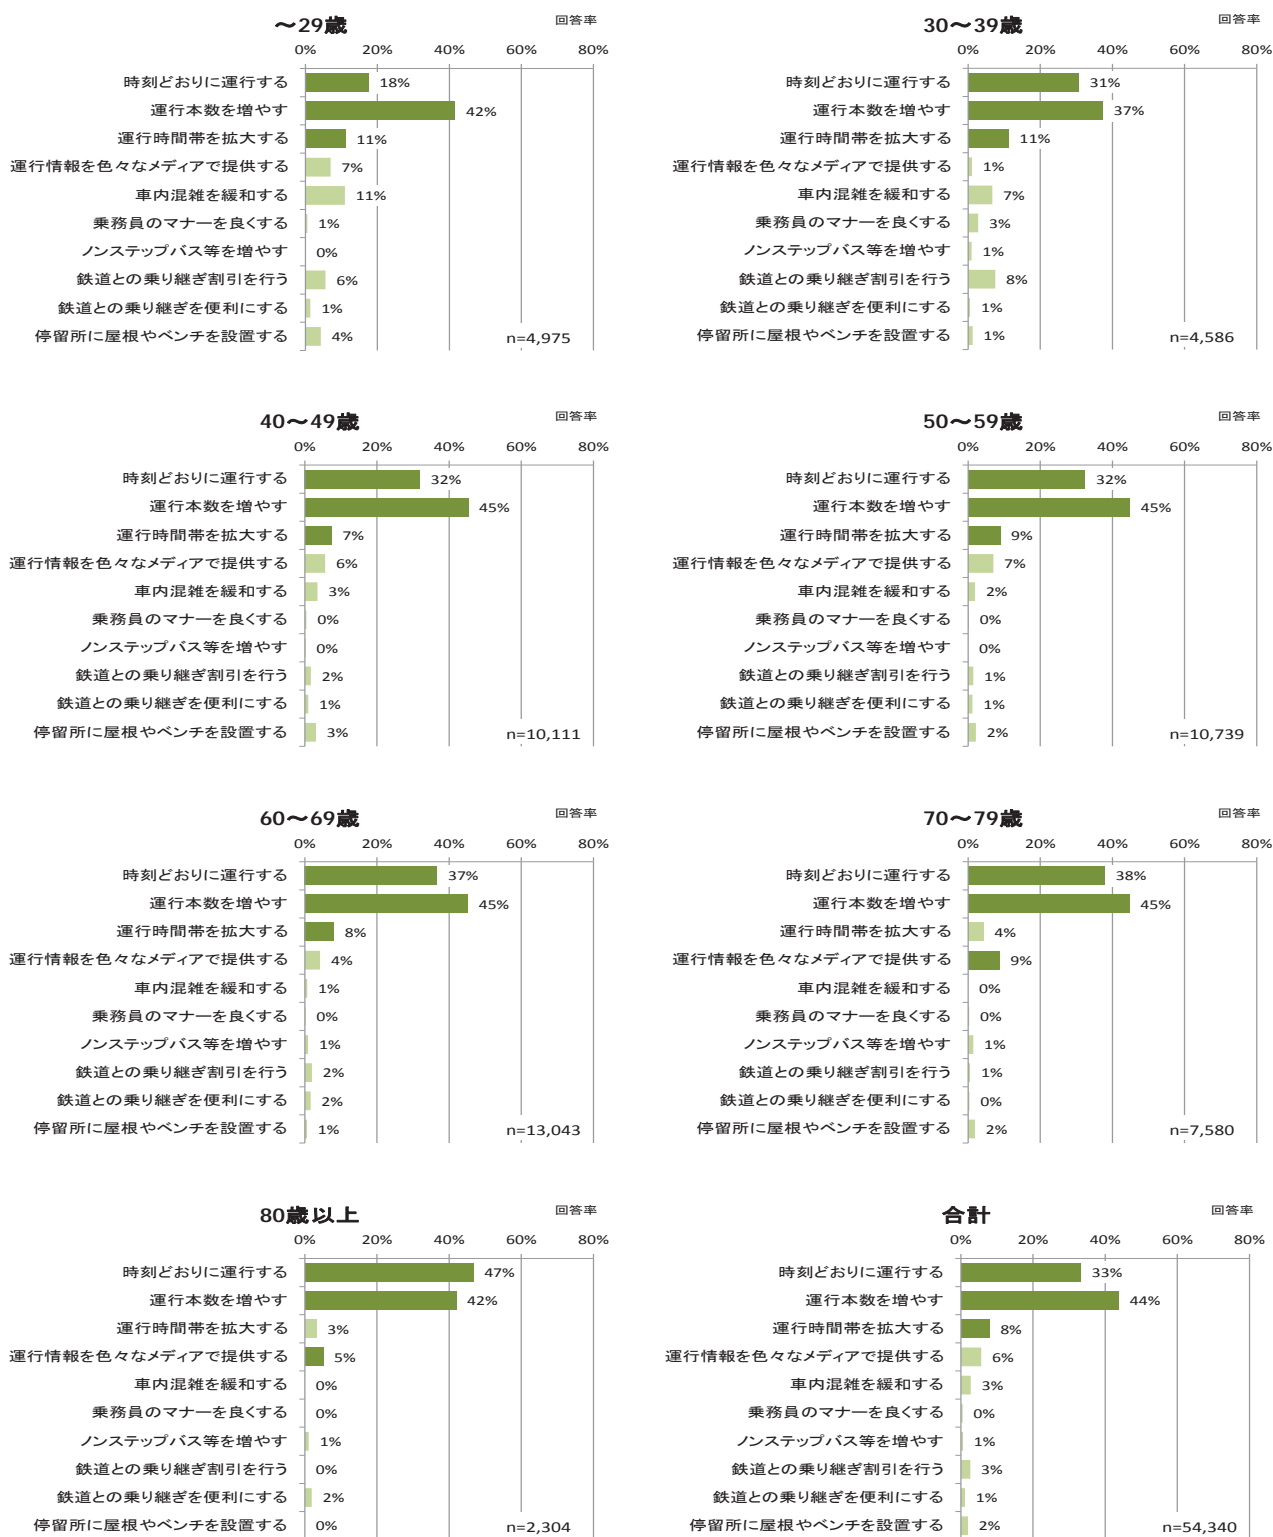 ～29歳
回答率
0% 20% 40% 60% 80%
時刻どおりに運行する 18%
運行本数を増やす 42%
運行時間帯を拡大する 11%
運行情報を色々なメディアで提供する 7%
車内混雑を緩和する 11%
乗務員のマナーを良くする 1%
ノンステップバス等を増やす 0%
鉄道との乗り継ぎ割引を行う 6%
鉄道との乗り継ぎを便利にする 1%
停留所に屋根やベンチを設置する 4%
n=4,975
30～39歳
回答率
0% 20% 40% 60% 80%
時刻どおりに運行する 31%
運行本数を増やす 37%
運行時間帯を拡大する 11%
運行情報を色々なメディアで提供する 1%
車内混雑を緩和する 7%
乗務員のマナーを良くする 3%
ノンステップバス等を増やす 1%
鉄道との乗り継ぎ割引を行う 8%
鉄道との乗り継ぎを便利にする 1%
停留所に屋根やベンチを設置する 1%
n=4,586
40～49歳
回答率
0% 20% 40% 60% 80%
時刻どおりに運行する 32%
運行本数を増やす 45%
運行時間帯を拡大する 7%
運行情報を色々なメディアで提供する 6%
車内混雑を緩和する 3%
乗務員のマナーを良くする 0%
ノンステップバス等を増やす 0%
鉄道との乗り継ぎ割引を行う 2%
鉄道との乗り継ぎを便利にする 1%
停留所に屋根やベンチを設置する 3%
n=10,111
50～59歳
回答率
0% 20% 40% 60% 80%
時刻どおりに運行する 32%
運行本数を増やす 45%
運行時間帯を拡大する 9%
運行情報を色々なメディアで提供する 7%
車内混雑を緩和する 2%
乗務員のマナーを良くする 0%
ノンステップバス等を増やす 0%
鉄道との乗り継ぎ割引を行う 1%
鉄道との乗り継ぎを便利にする 1%
停留所に屋根やベンチを設置する 2%
n=10,739
60～69歳
回答率
0% 20% 40% 60% 80%
時刻どおりに運行する 37%
運行本数を増やす 45%
運行時間帯を拡大する 8%
運行情報を色々なメディアで提供する 4%
車内混雑を緩和する 1%
乗務員のマナーを良くする 0%
ノンステップバス等を増やす 1%
鉄道との乗り継ぎ割引を行う 2%
鉄道との乗り継ぎを便利にする 2%
停留所に屋根やベンチを設置する 1%
n=13,043
70～79歳
回答率
0% 20% 40% 60% 80%
時刻どおりに運行する 38%
運行本数を増やす 45%
運行時間帯を拡大する 4%
運行情報を色々なメディアで提供する 9%
車内混雑を緩和する 0%
乗務員のマナーを良くする 0%
ノンステップバス等を増やす 1%
鉄道との乗り継ぎ割引を行う 1%
鉄道との乗り継ぎを便利にする 0%
停留所に屋根やベンチを設置する 2%
n=7,580
80歳以上
回答率
0% 20% 40% 60% 80%
時刻どおりに運行する 47%
運行本数を増やす 42%
運行時間帯を拡大する 3%
運行情報を色々なメディアで提供する 5%
車内混雑を緩和する 0%
乗務員のマナーを良くする 0%
ノンステップバス等を増やす 1%
鉄道との乗り継ぎ割引を行う 0%
鉄道との乗り継ぎを便利にする 2%
停留所に屋根やベンチを設置する 0%
n=2,304
合計
回答率
0% 20% 40% 60% 80%
時刻どおりに運行する 33%
運行本数を増やす 44%
運行時間帯を拡大する 8%
運行情報を色々なメディアで提供する 6%
車内混雑を緩和する 3%
乗務員のマナーを良くする 0%
ノンステップバス等を増やす 1%
鉄道との乗り継ぎ割引を行う 3%
鉄道との乗り継ぎを便利にする 1%
停留所に屋根やベンチを設置する 2%
n=54,340